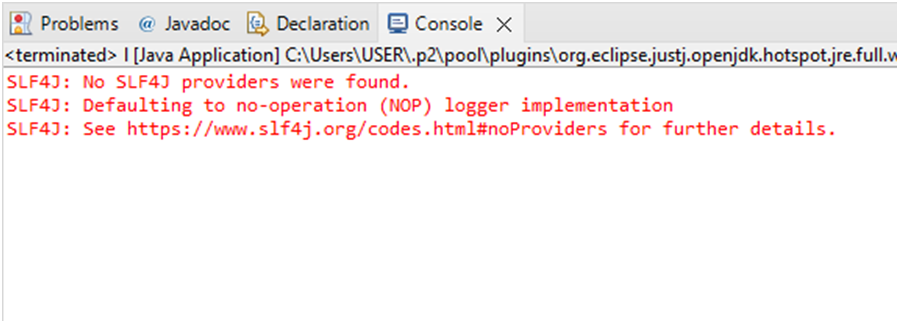 Problems @ Javadoc Declaration Console
<terminated> I [Java Application] C:\Users\USER\.p2\pool\plugins\org.eclipse.justj.openjdk.hotspot.jre.full.w
SLF4J: No SLF4J providers were found.
SLF4J: Defaulting to no-operation (NOP) logger implementation
SLF4J: See https://www.slf4j.org/codes.html#noProviders for further details.